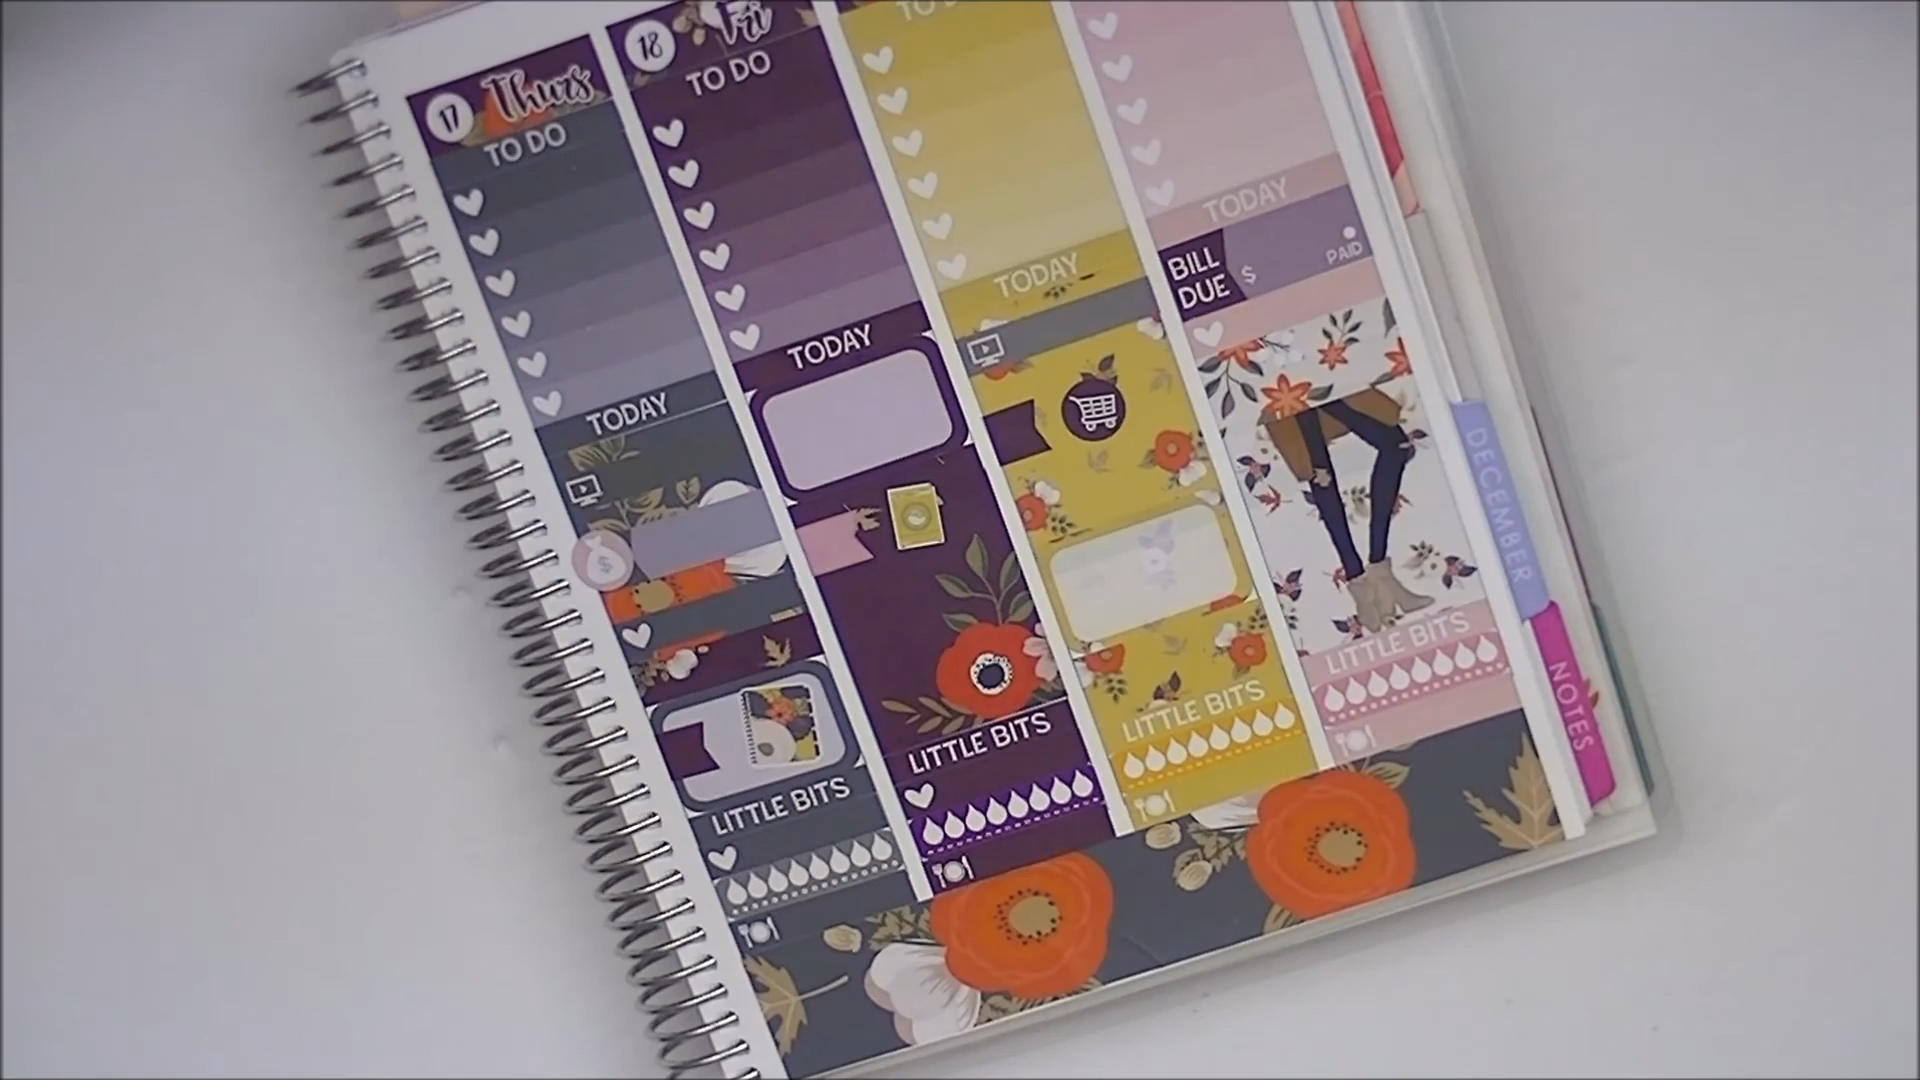 17 Thurs
TO DO
TODAY
$
LITTLE BITS
18 Fri
TO DO
TODAY
LITTLE BITS
TO D
TODAY
LITTLE BITS
TODAY
BILL DUE $ PAID
LITTLE BITS
DECEMBER
NOTES